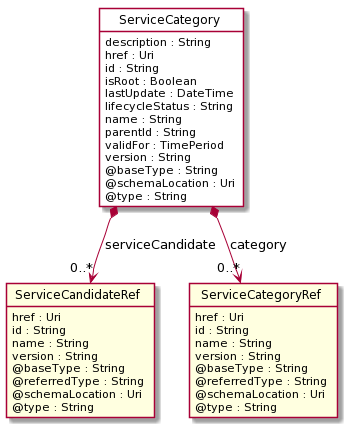 ServiceCategory
description : String
href : Uri
id : String
isRoot : Boolean
lastUpdate : DateTime
lifecycleStatus : String
name : String
parentId : String
validFor : TimePeriod
version : String
@baseType : String
@schemaLocation : Uri
@type : String
serviceCandidate
category
0..*
0..*
ServiceCandidateRef
href : Uri
id : String
name : String
version : String
@baseType : String
@referredType : String
@schemaLocation : Uri
@type : String
ServiceCategoryRef
href : Uri
id : String
name : String
version : String
@baseType : String
@referredType : String
@schemaLocation : Uri
@type : String